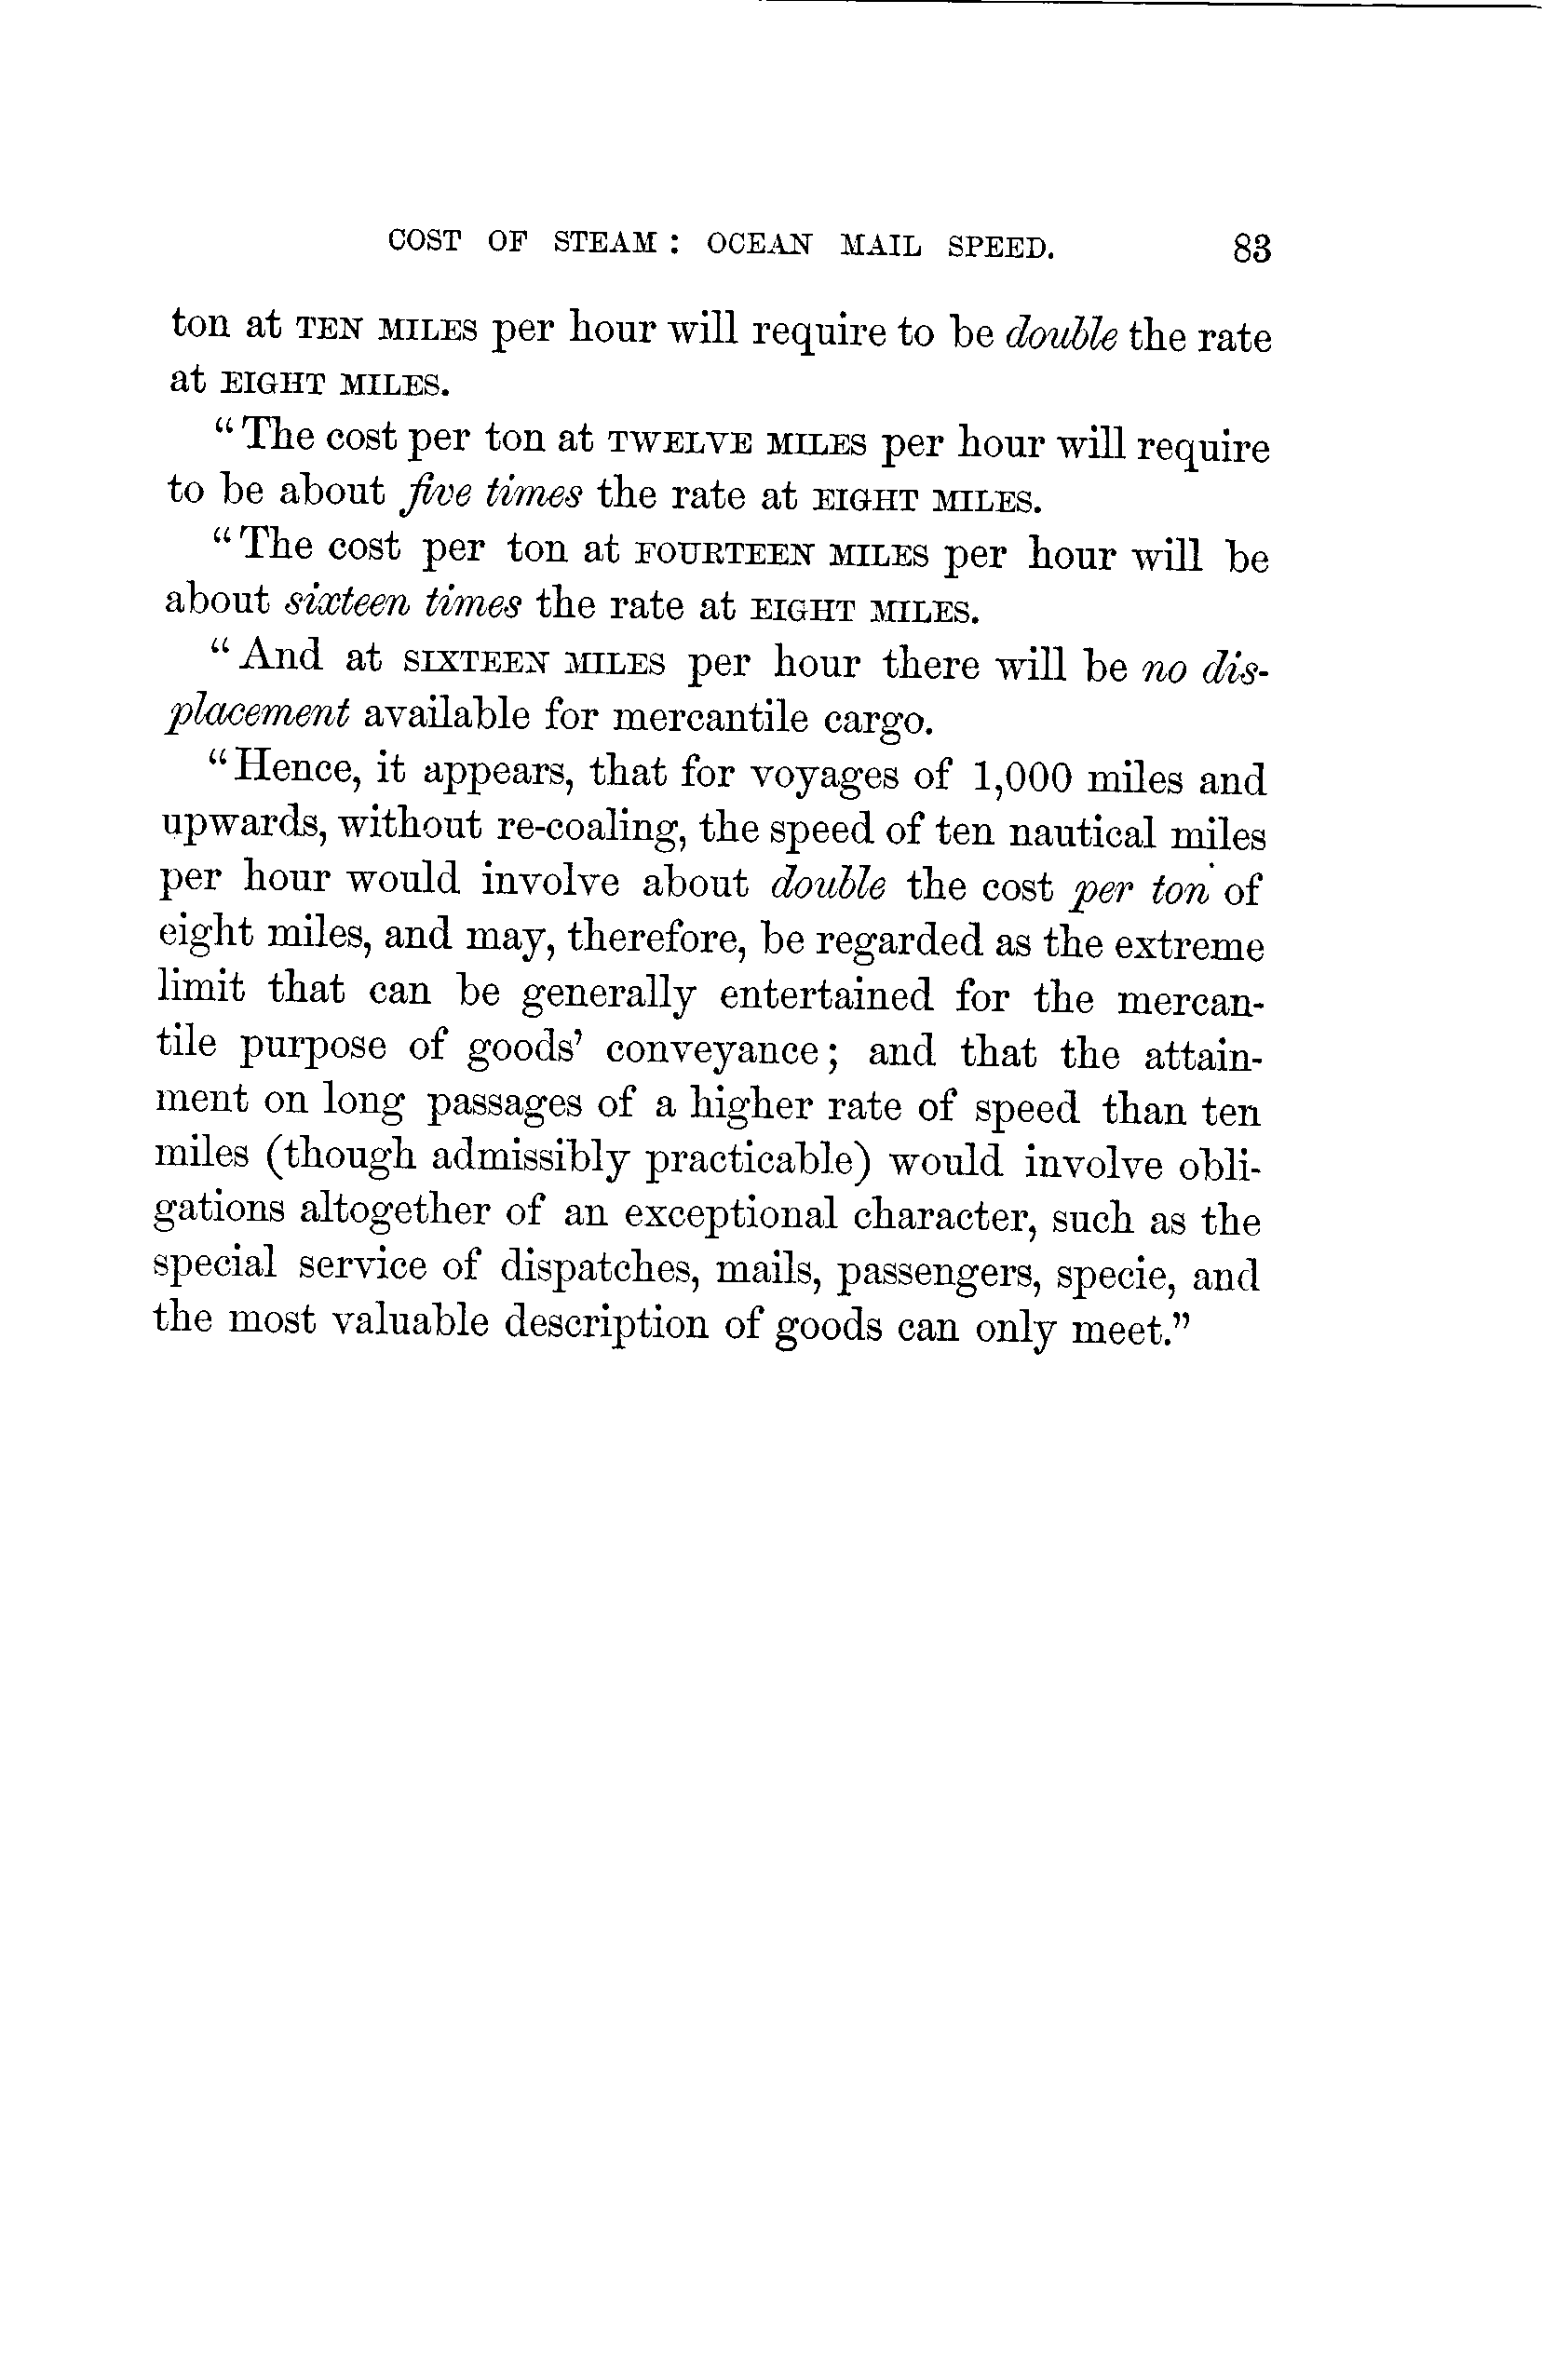 COST OF STEAM: OCEAN MAIL SPEED. 83
ton at TEN MILES per hour will require to be double the rate
at EIGHT MILES.
“The cost per ton at TWELVE MILES per hour will require
to be about five times the rate at EIGHT MILES.
“The cost per ton at FOURTEEN MILES per hour will be
about sixteen times the rate at EIGHT MILES.
“And at SIXTEEN MILES per hour there will be no dis-
placement available for mercantile cargo.
“Hence, it appears, that for voyages of 1,000 miles and
upwards, without re-coaling, the speed of ten nautical miles
per hour would involve about double the cost per ton of
eight miles, and may, therefore, be regarded as the extreme
limit that can be generally entertained for the mercan-
tile purpose of goods’ conveyance; and that the attain-
ment on long passages of a higher rate of speed than ten
miles (though admissibly practicable) would involve obli-
gations altogether of an exceptional character, such as the
special service of dispatches, mails, passengers, specie, and
the most valuable description of goods can only meet.”